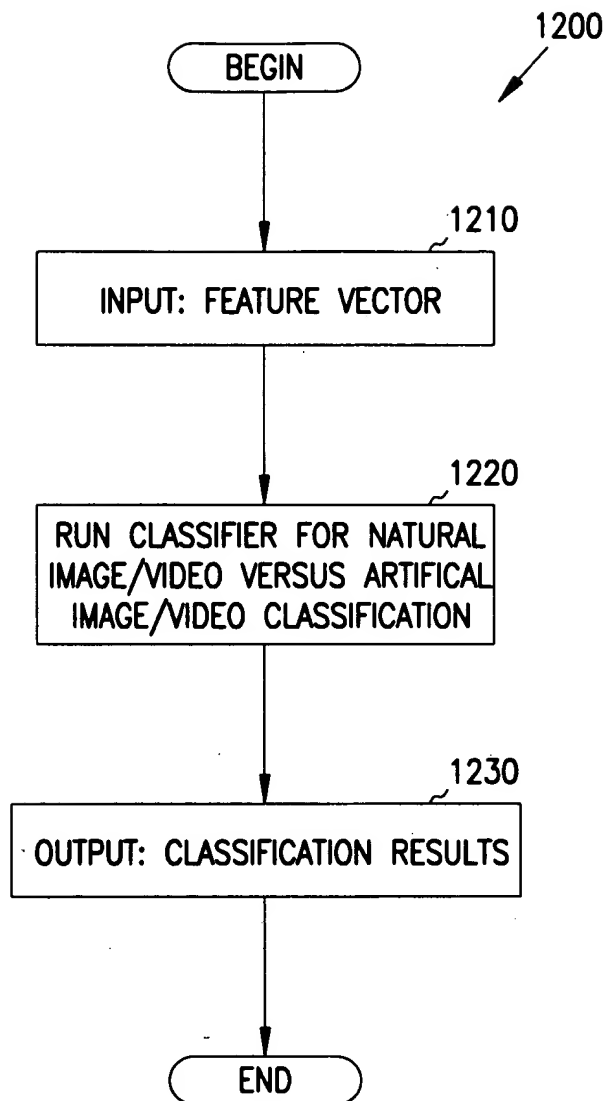 1200
BEGIN
1210
INPUT: FEATURE VECTOR
1220
RUN CLASSIFIER FOR NATURAL
IMAGE/VIDEO VERSUS ARTIFICAL
IMAGE/VIDEO CLASSIFICATION
1230
OUTPUT: CLASSIFICATION RESULTS
END